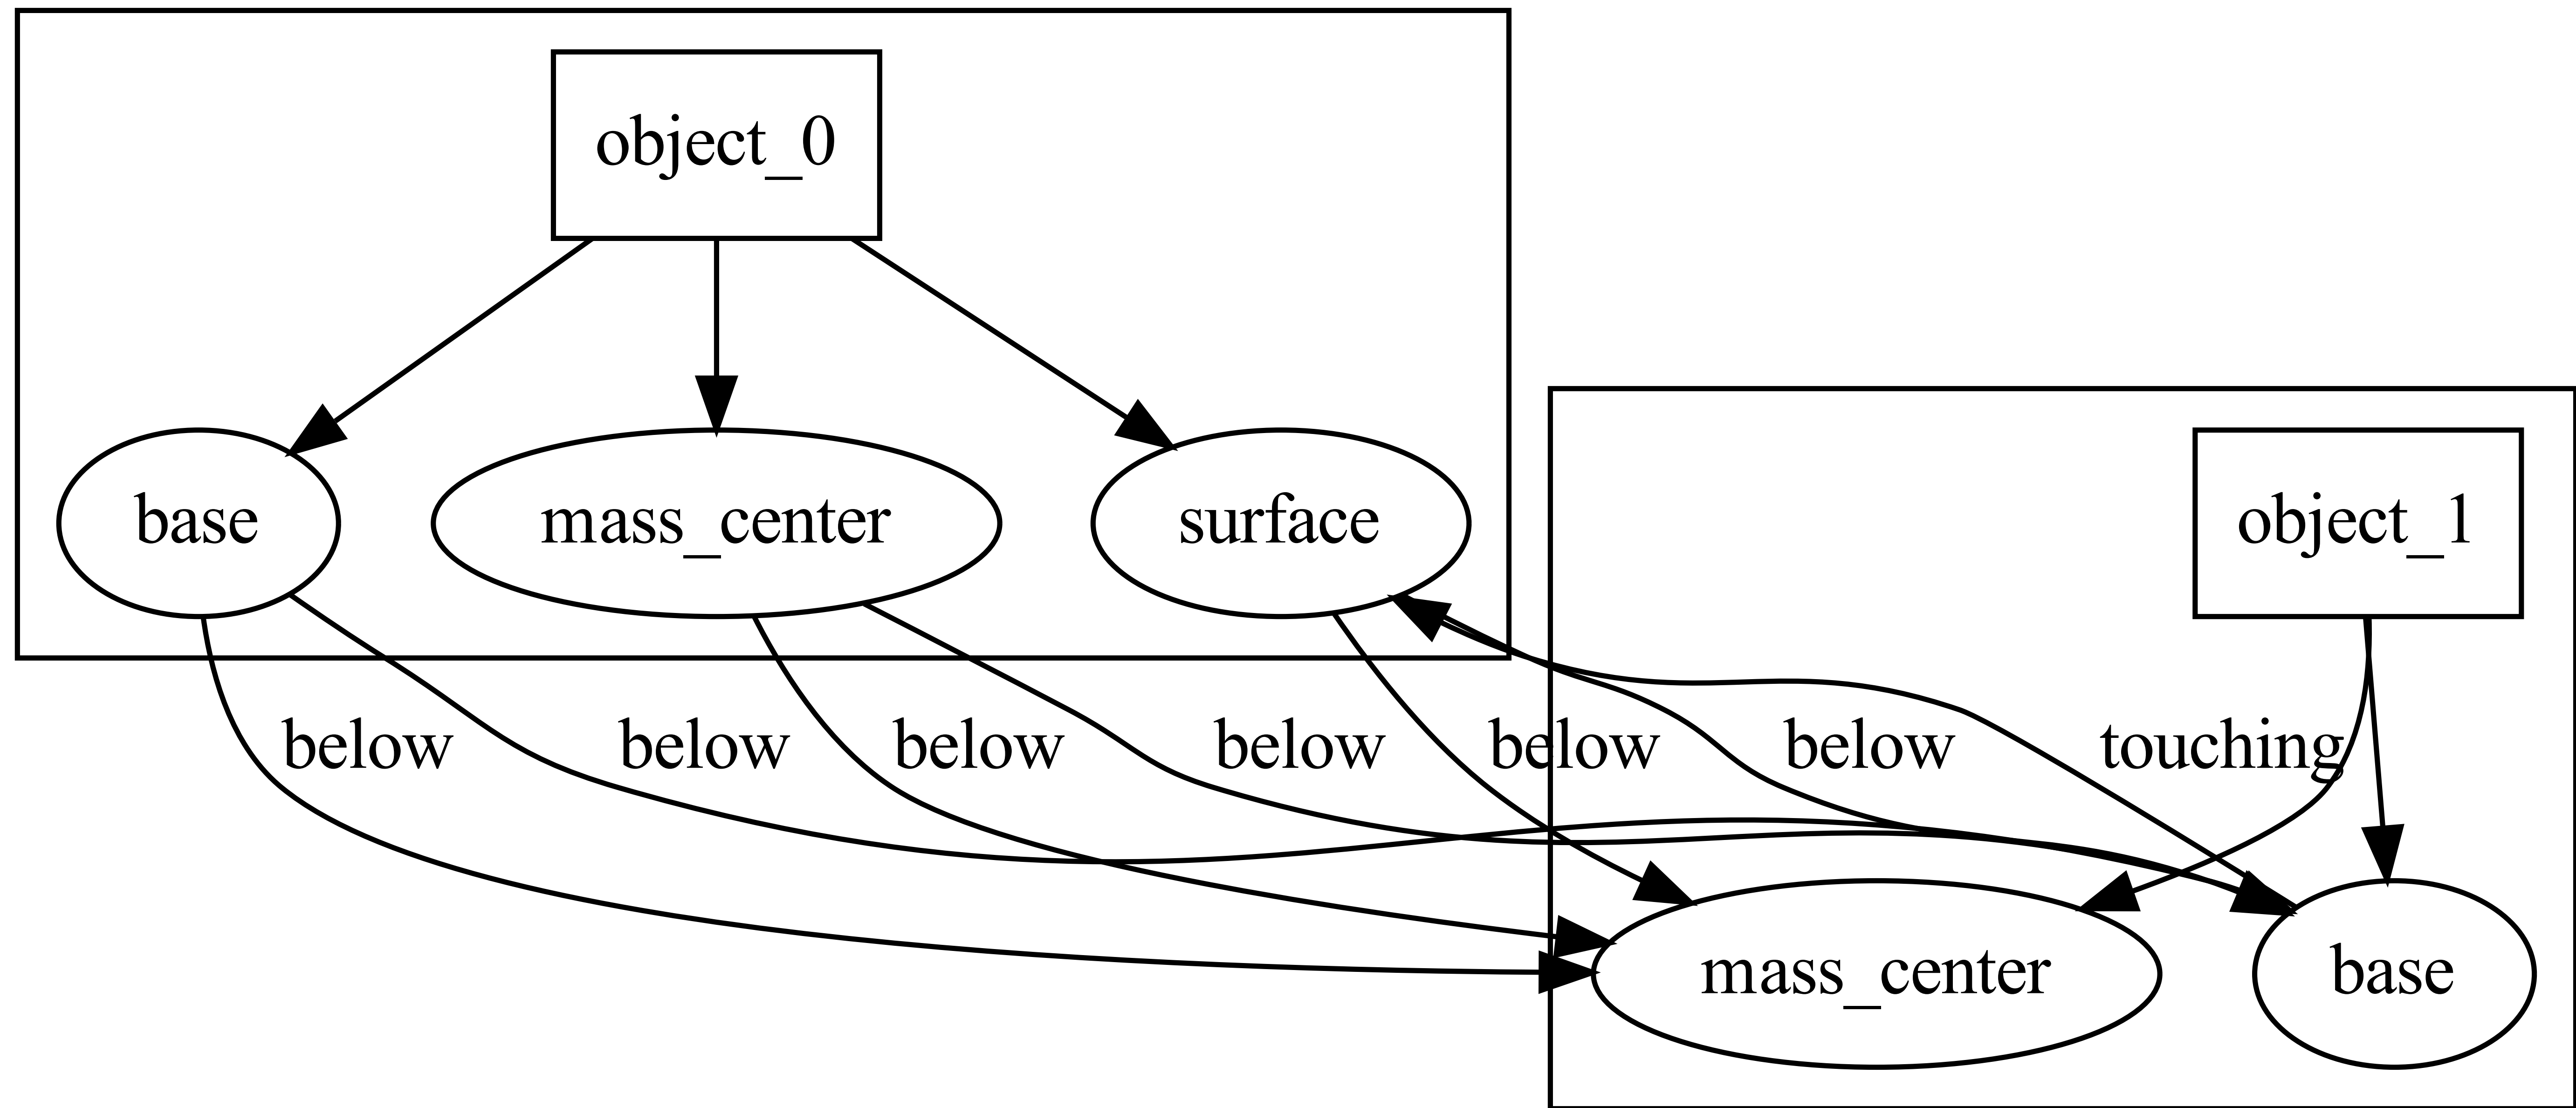 object_0
base
mass_center
surface
object_1
below
below
below
below
below
below
touching
mass_center
base